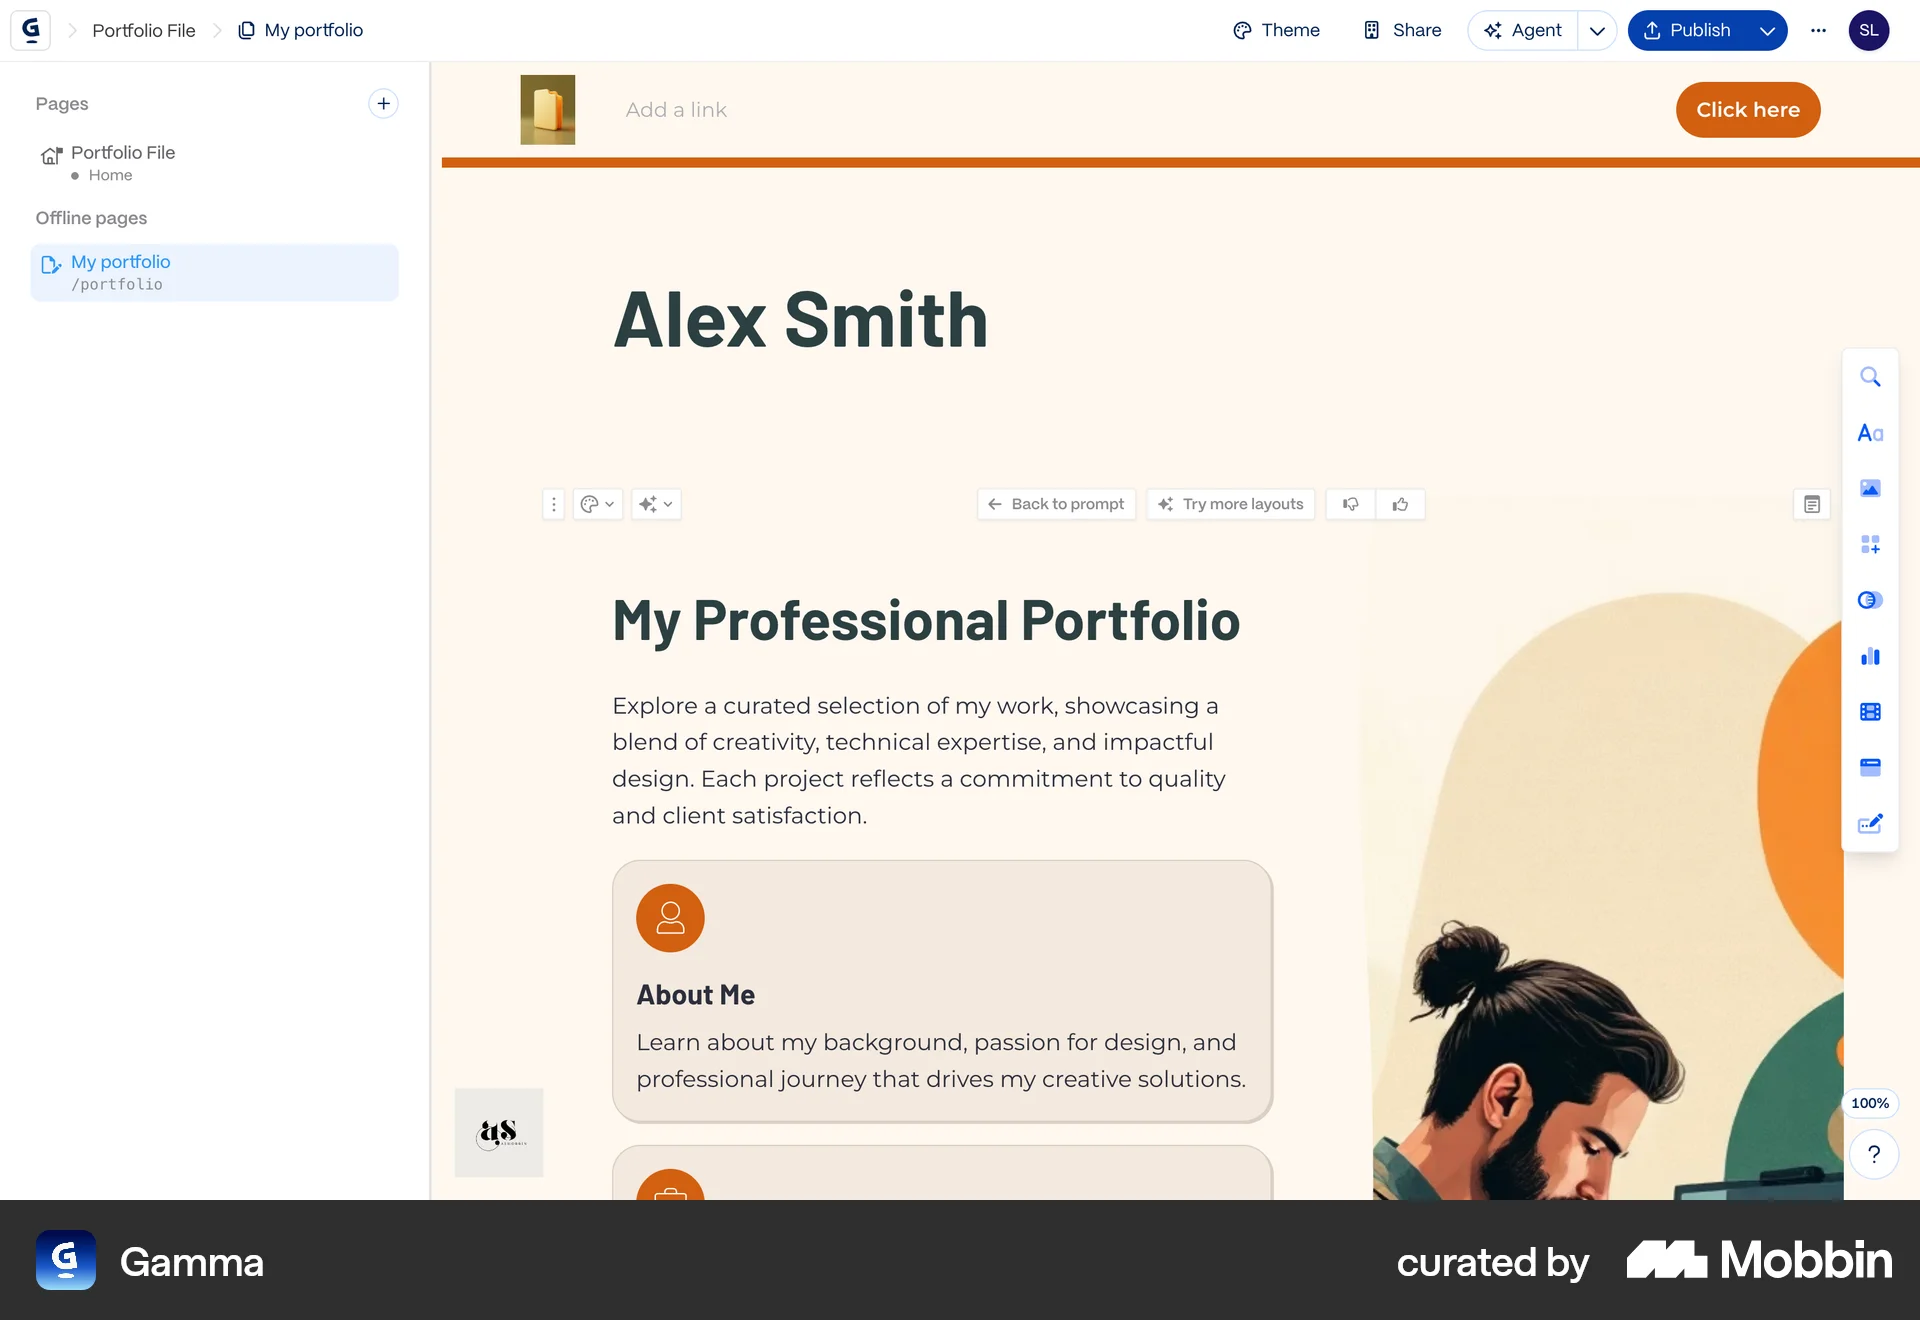 Portfolio File
My portfolio
Theme
Share
Agent
Publish
SL
Pages
Portfolio File
Home
Offline pages
My portfolio
/portfolio
Add a link
Click here
Alex Smith
Back to prompt
Try more layouts
Aa
My Professional Portfolio
Explore a curated selection of my work, showcasing a
blend of creativity, technical expertise, and impactful
design. Each project reflects a commitment to quality
and client satisfaction.
About Me
Learn about my background, passion for design, and
professional journey that drives my creative solutions.
as
100%
?
Gamma
curated by
Mobbin